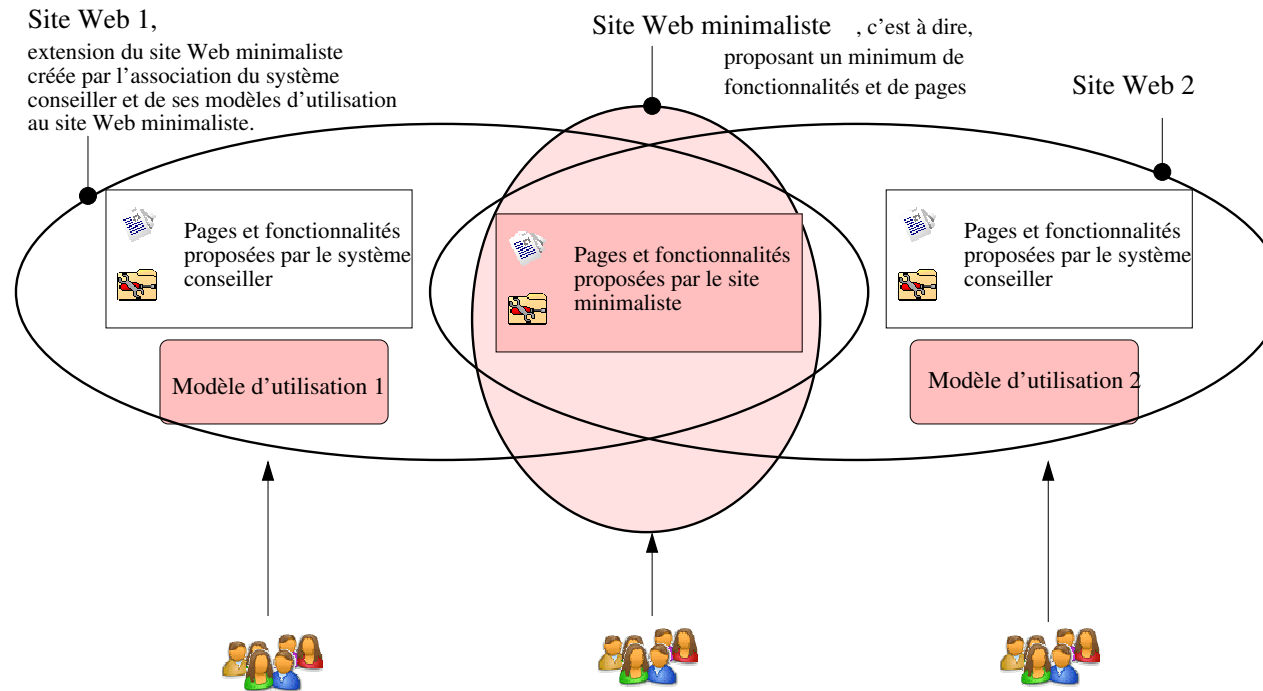 Site Web 1,
extension du site Web minimaliste
créée par l'association du système
conseiller et de ses modèles d'utilisation
au site Web minimaliste.
Site Web minimaliste , c'est à dire,
proposant un minimum de
fonctionnalités et de pages
Site Web 2
Pages et fonctionnalités
proposées par le système
conseiller
Pages et fonctionnalités
proposées par le site
minimaliste
Pages et fonctionnalités
proposées par le système
conseiller
Modèle d'utilisation 1
Modèle d'utilisation 2